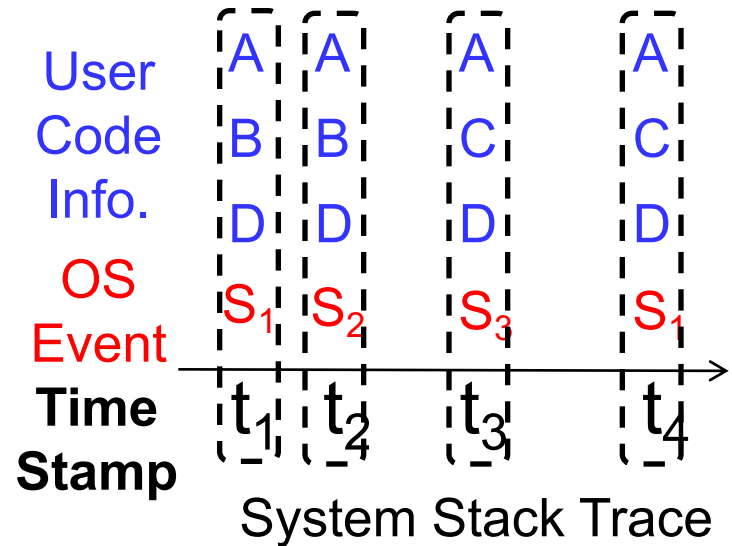 User
Code
Info.
A A A A
B B C C
D D D D
OS
Event
S₁ S₂ S₃ S₁
Time
Stamp
t₁ t₂ t₃ t₄
System Stack Trace